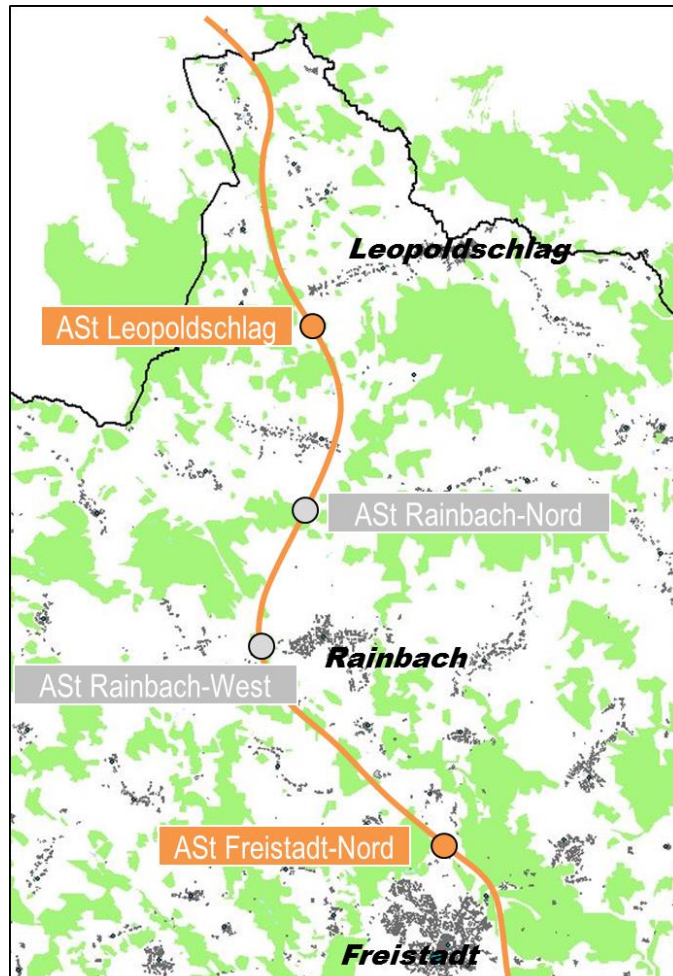 Leopoldschlag
ASt Leopoldschlag
ASt Rainbach-Nord
Rainbach
ASt Rainbach-West
ASt Freistadt-Nord
Freistadt